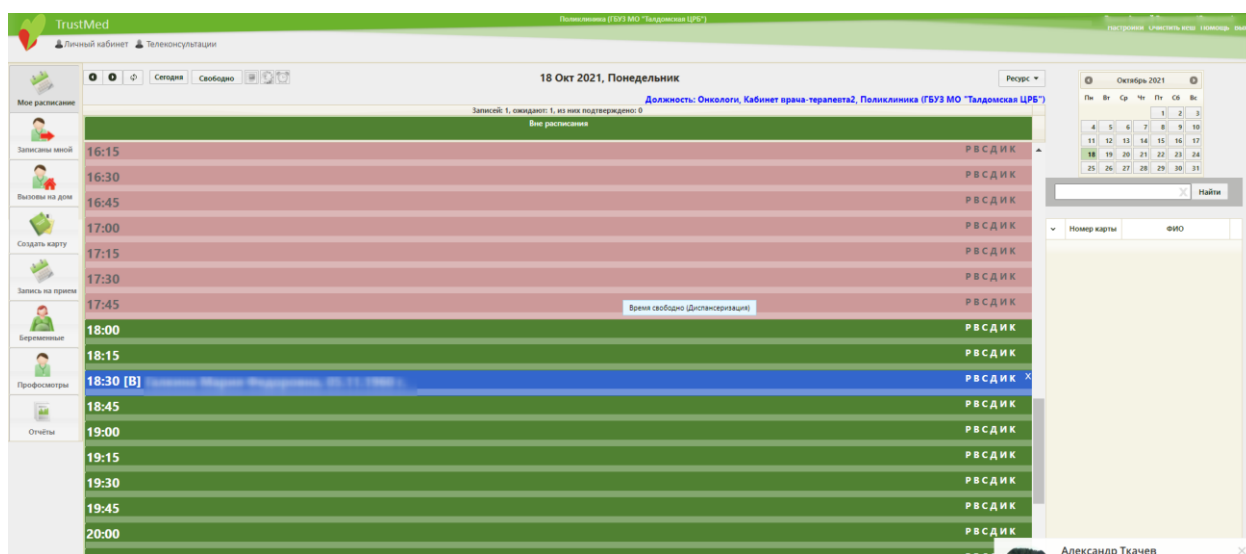 TrustMed
Поликлиника (ГБУЗ МО "Талдомская ЦРБ")
Настройки Очистить кеш Помощь
Личный кабинет Телеконсультации
Сегодня Свободно
18 Окт 2021, Понедельник
Ресурс
Должность: Онкологи, Кабинет врача-терапевта2, Поликлиника (ГБУЗ МО "Талдомская ЦРБ")
Записей: 1, ожидают: 1, из них подтверждено: 0
Вне расписания
Мое расписание
Записаны мной
Вызовы на дом
Создать карту
Запись на прием
Беременные
Профосмотры
Отчёты
16:15 Р В С Д И К
16:30 Р В С Д И К
16:45 Р В С Д И К
17:00 Р В С Д И К
17:15 Р В С Д И К
17:30 Р В С Д И К
17:45 Р В С Д И К
Время свободно (Диспансеризация)
18:00 Р В С Д И К
18:15 Р В С Д И К
18:30 [В] Р В С Д И К X
18:45 Р В С Д И К
19:00 Р В С Д И К
19:15 Р В С Д И К
19:30 Р В С Д И К
19:45 Р В С Д И К
20:00 Р В С Д И К
Октябрь 2021
Пн Вт Ср Чт Пт Сб Вс
1 2 3
4 5 6 7 8 9 10
11 12 13 14 15 16 17
18 19 20 21 22 23 24
25 26 27 28 29 30 31
Найти
Номер карты ФИО
Александр Ткачев